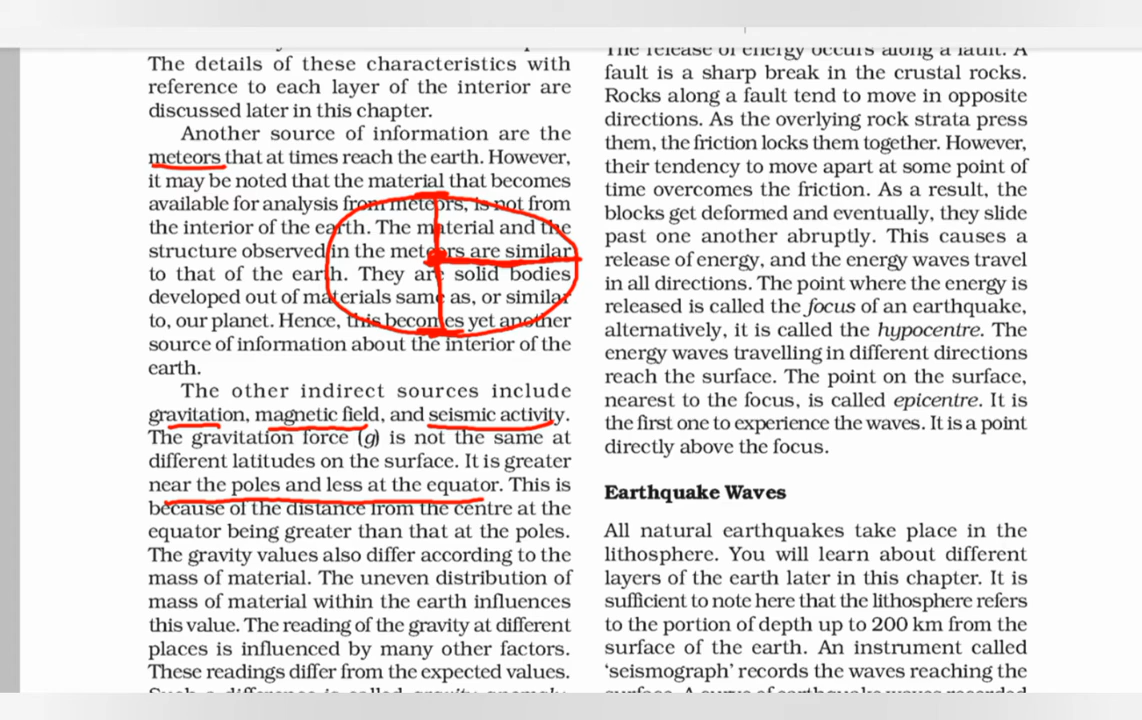 The details of these characteristics with
reference to each layer of the interior are
discussed later in this chapter.
Another source of information are the
meteors that at times reach the earth. However,
it may be noted that the material that becomes
available for analysis from meteors, is not from
the interior of the earth. The material and the
structure observed in the meteors are similar
to that of the earth. They are solid bodies
developed out of materials same as, or similar
to, our planet. Hence, this becomes yet another
source of information about the interior of the
earth.
The other indirect sources include
gravitation, magnetic field, and seismic activity.
The gravitation force (g) is not the same at
different latitudes on the surface. It is greater
near the poles and less at the equator. This is
because of the distance from the centre at the
equator being greater than that at the poles.
The gravity values also differ according to the
mass of material. The uneven distribution of
mass of material within the earth influences
this value. The reading of the gravity at different
places is influenced by many other factors.
These readings differ from the expected values.
Such a difference is called gravity anomaly.
The release of energy occurs along a fault. A
fault is a sharp break in the crustal rocks.
Rocks along a fault tend to move in opposite
directions. As the overlying rock strata press
them, the friction locks them together. However,
their tendency to move apart at some point of
time overcomes the friction. As a result, the
blocks get deformed and eventually, they slide
past one another abruptly. This causes a
release of energy, and the energy waves travel
in all directions. The point where the energy is
released is called the focus of an earthquake,
alternatively, it is called the hypocentre. The
energy waves travelling in different directions
reach the surface. The point on the surface,
nearest to the focus, is called epicentre. It is
the first one to experience the waves. It is a point
directly above the focus.
Earthquake Waves
All natural earthquakes take place in the
lithosphere. You will learn about different
layers of the earth later in this chapter. It is
sufficient to note here that the lithosphere refers
to the portion of depth up to 200 km from the
surface of the earth. An instrument called
‘seismograph’ records the waves reaching the
surface. A curve of earthquake waves recorded